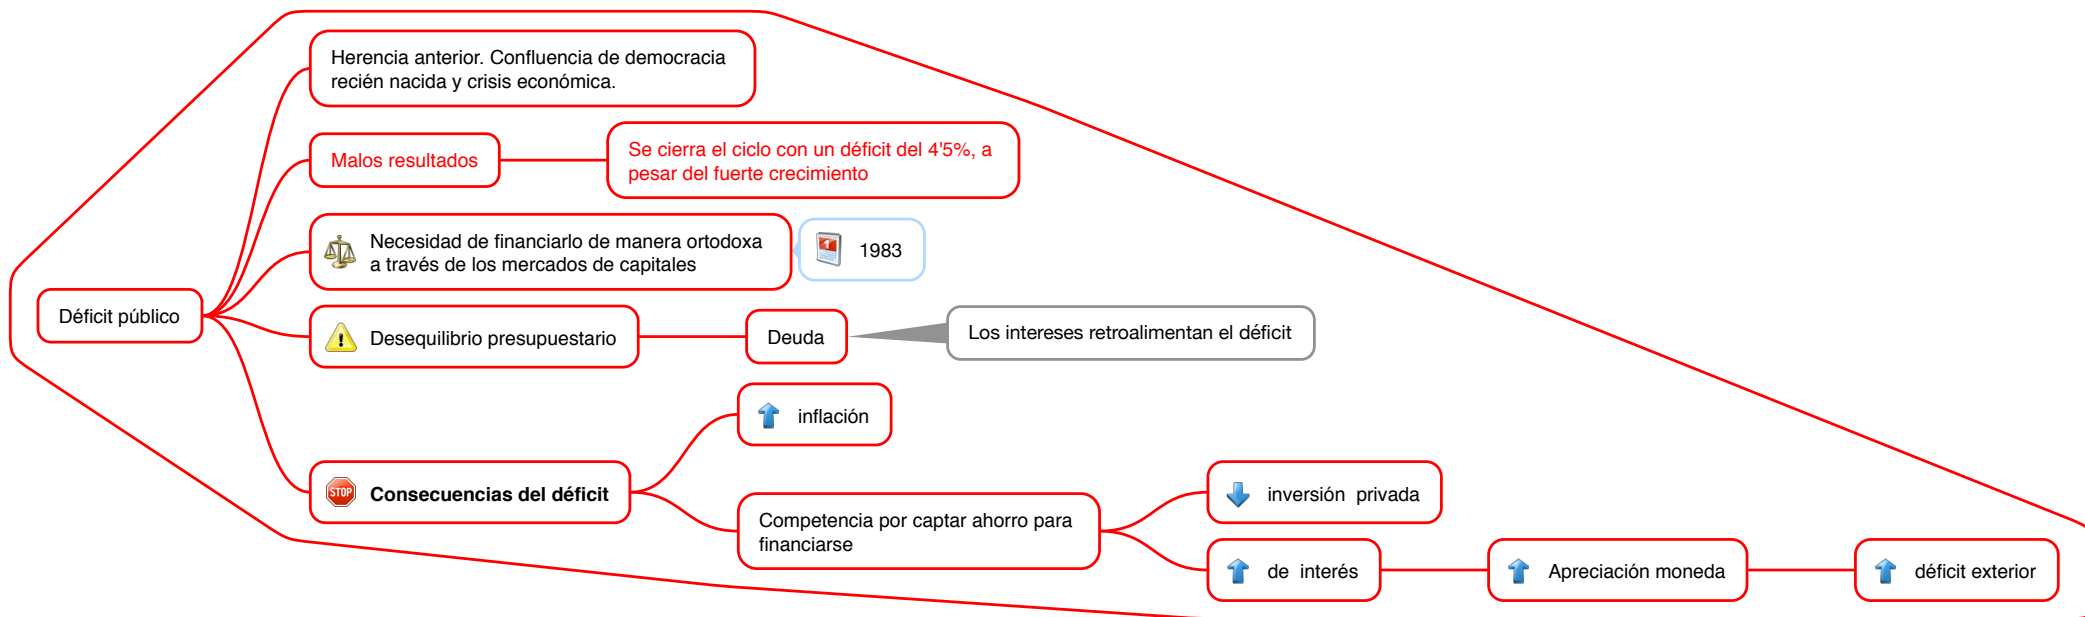 Herencia anterior. Confluencia de democracia
recién nacida y crisis económica.
Malos resultados
Se cierra el ciclo con un déficit del 4'5%, a
pesar del fuerte crecimiento
Necesidad de financiarlo de manera ortodoxa
a través de los mercados de capitales
1
1983
Déficit público
Desequilibrio presupuestario
Deuda
Los intereses retroalimentan el déficit
inflación
STOP
Consecuencias del déficit
Competencia por captar ahorro para
financiarse
inversión privada
de interés
Apreciación moneda
déficit exterior